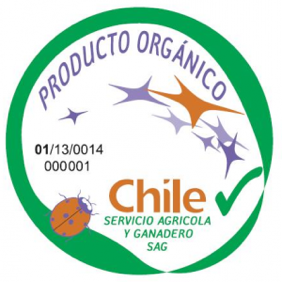 PRODUCTO ORGÁNICO
01/13/0014
000001
Chile
SERVICIO AGRICOLA
Y GANADERO
SAG